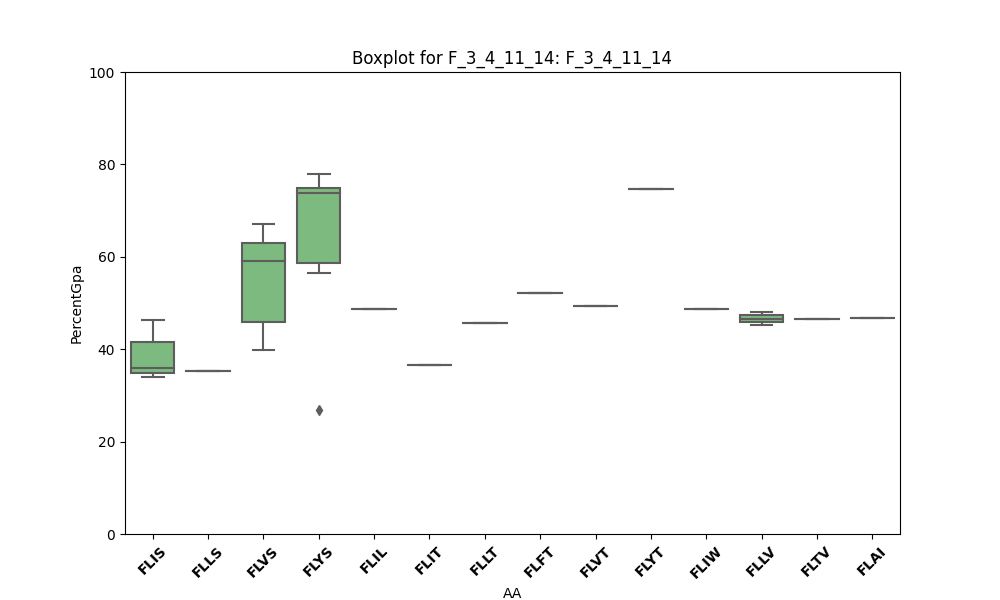 Boxplot for F_3_4_11_14: F_3_4_11_14
100
80
60
40
20
0
PercentGpa
FLIS FLLS FLVS FLYS FLIL FLIT FLLT FLFT FLVT FLYT FLIW FLLV FLTV FLAI
AA